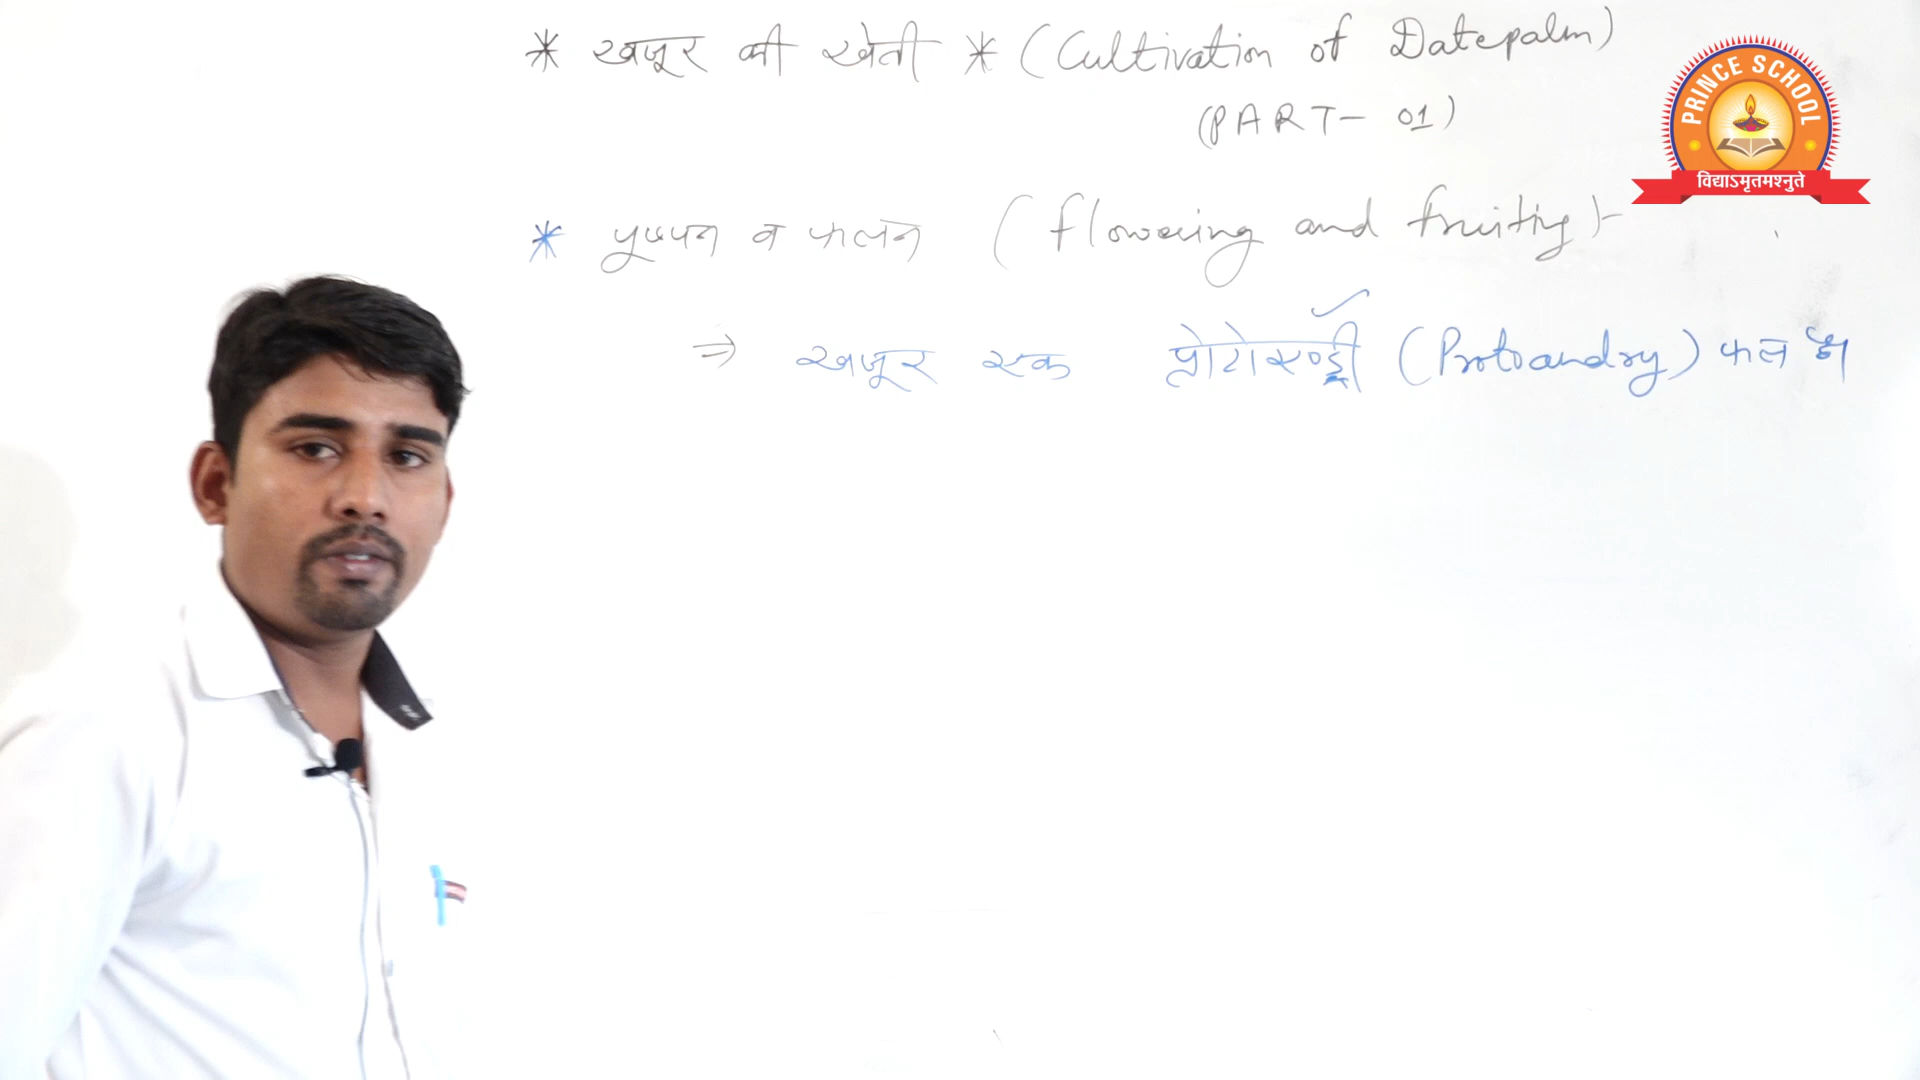 * खजूर की खेती * (Cultivation of Datepalm)
(PART- 01)
PRINCE SCHOOL
विद्याऽमृतमश्नुते
* पुष्पन व फलन (flowering and fruiting)-
⇒ खजूर एक प्रोटोएण्ड्री (Protoandry) फल है।